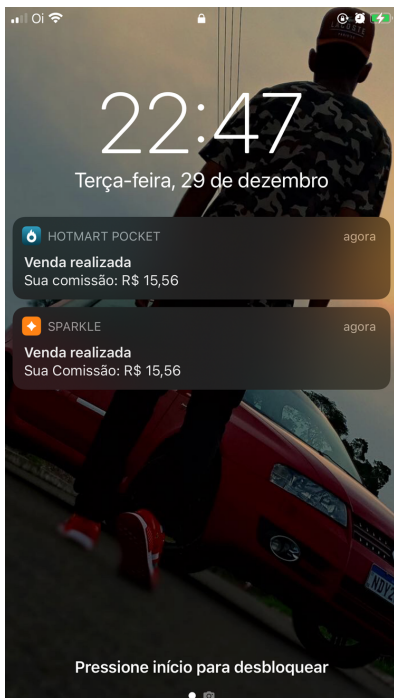 Oi
22:47
Terça-feira, 29 de dezembro
HOTMART POCKET
agora
Venda realizada
Sua comissão: R$ 15,56
SPARKLE
agora
Venda realizada
Sua Comissão: R$ 15,56
Pressione início para desbloquear